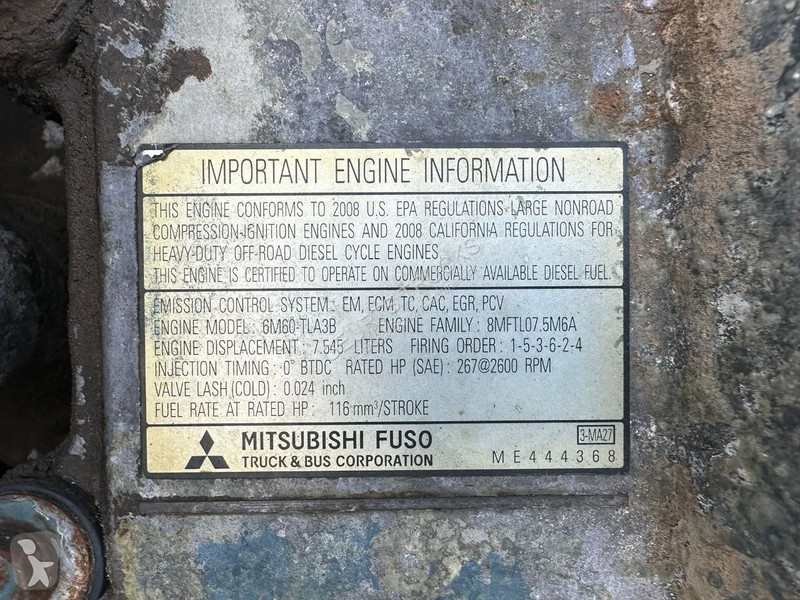 IMPORTANT ENGINE INFORMATION
THIS ENGINE CONFORMS TO 2008 U.S. EPA REGULATIONS-LARGE NONROAD
COMPRESSION-IGNITION ENGINES AND 2008 CALIFORNIA REGULATIONS FOR
HEAVY-DUTY OFF-ROAD DIESEL CYCLE ENGINES.
THIS ENGINE IS CERTIFIED TO OPERATE ON COMMERCIALLY AVAILABLE DIESEL FUEL.
EMISSION CONTROL SYSTEM : EM, ECM, TC, CAC, EGR, PCV
ENGINE MODEL : 6M60-TLA3B ENGINE FAMILY : 8MFTL07.5M6A
ENGINE DISPLACEMENT : 7.545 LITERS FIRING ORDER : 1-5-3-6-2-4
INJECTION TIMING : 0° BTDC RATED HP (SAE) : 267@2600 RPM
VALVE LASH (COLD) : 0.024 inch
FUEL RATE AT RATED HP : 116 mm³/STROKE
MITSUBISHI FUSO 3-MA27
TRUCK & BUS CORPORATION ME444368